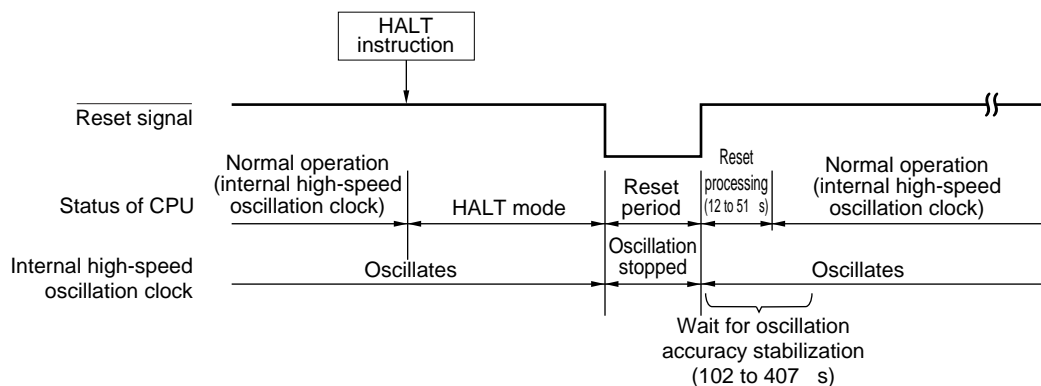 HALT
instruction
Reset signal
Normal operation
(internal high-speed
oscillation clock)
Reset
processing
(12 to 51 s)
Normal operation
(internal high-speed
oscillation clock)
Status of CPU
HALT mode
Reset
period
Internal high-speed
oscillation clock
Oscillates
Oscillation
stopped
Oscillates
Wait for oscillation
accuracy stabilization
(102 to 407 s)